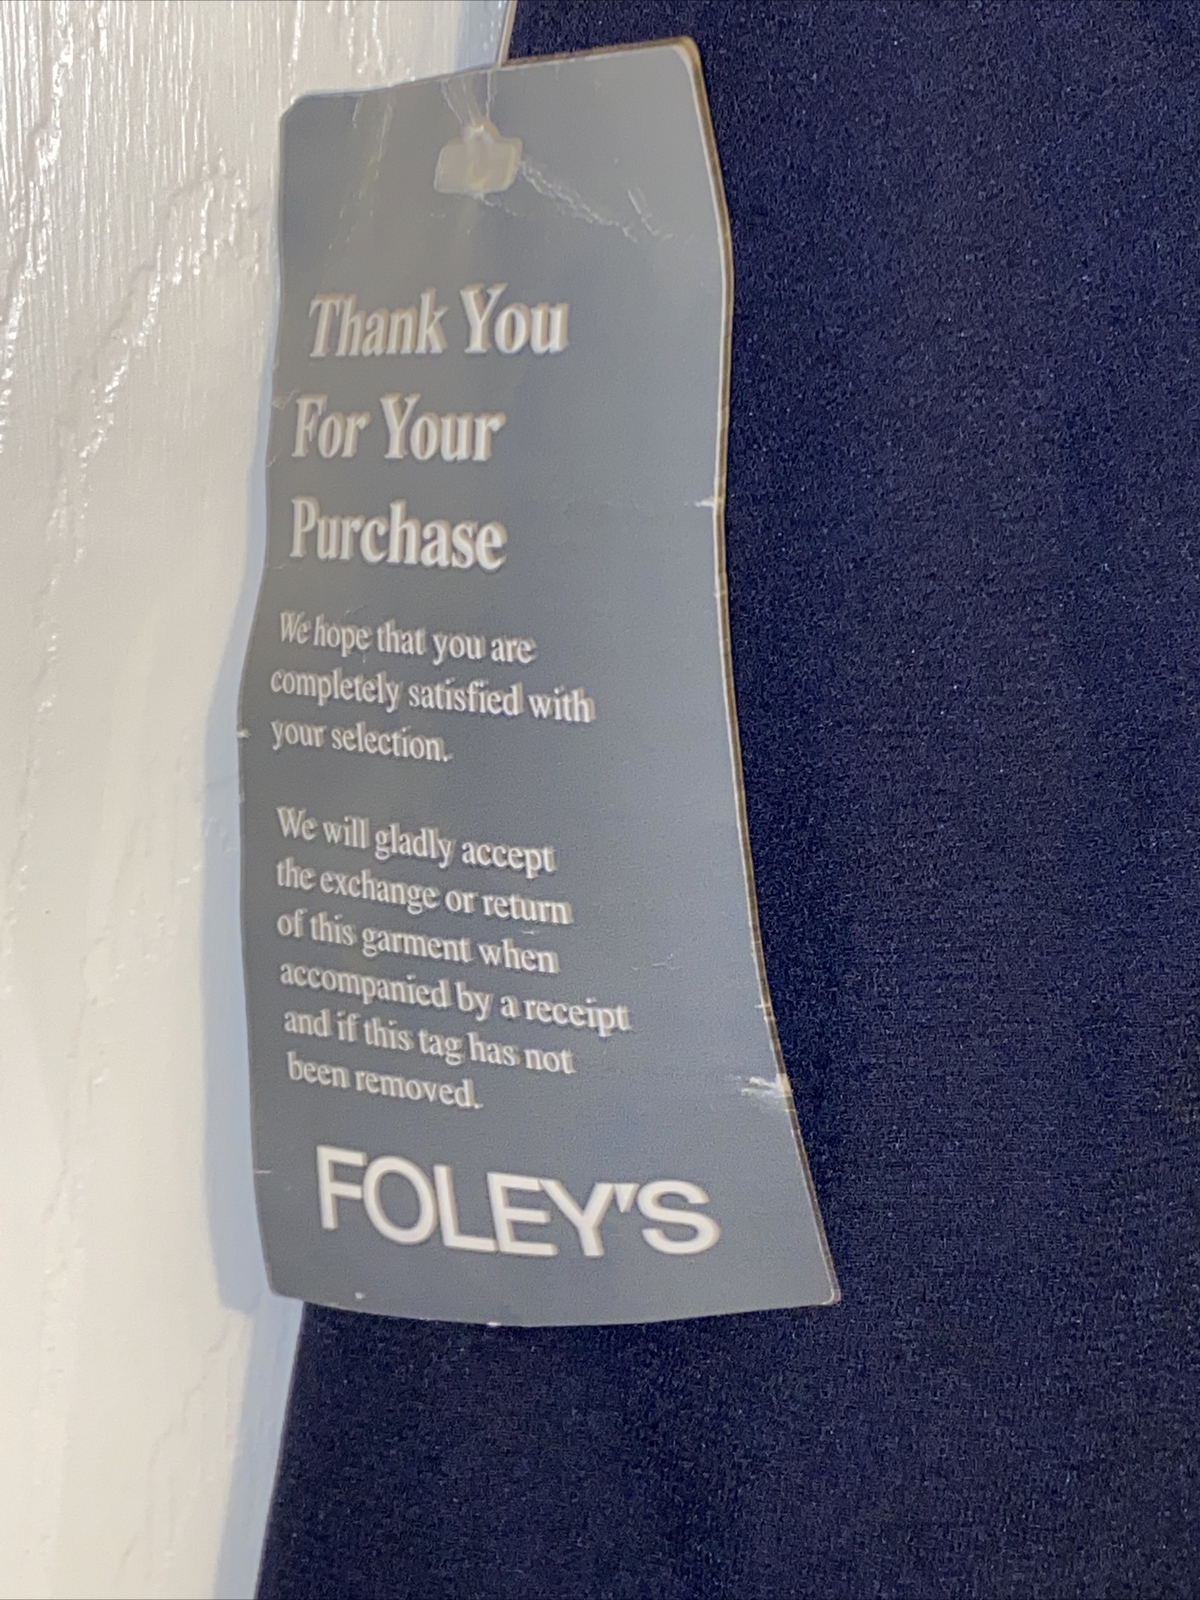 Thank You
For Your
Purchase
We hope that you are
completely satisfied with
your selection.
We will gladly accept
the exchange or return
of this garment when
accompanied by a receipt
and if this tag has not
been removed.
FOLEY'S